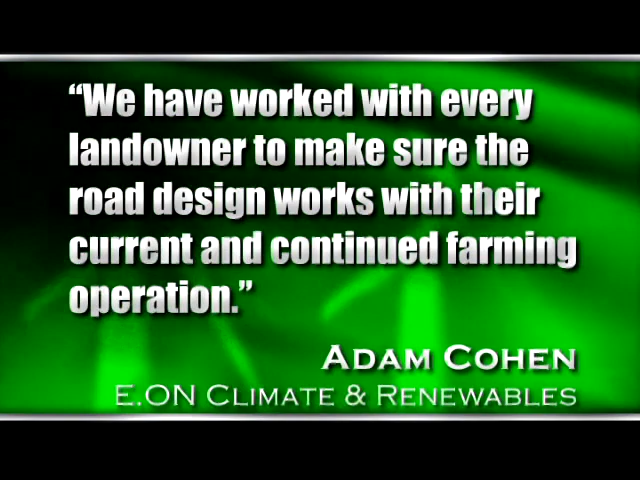 “We have worked with every
landowner to make sure the
road design works with their
current and continued farming
operation.”
Adam Cohen
E.ON Climate & Renewables